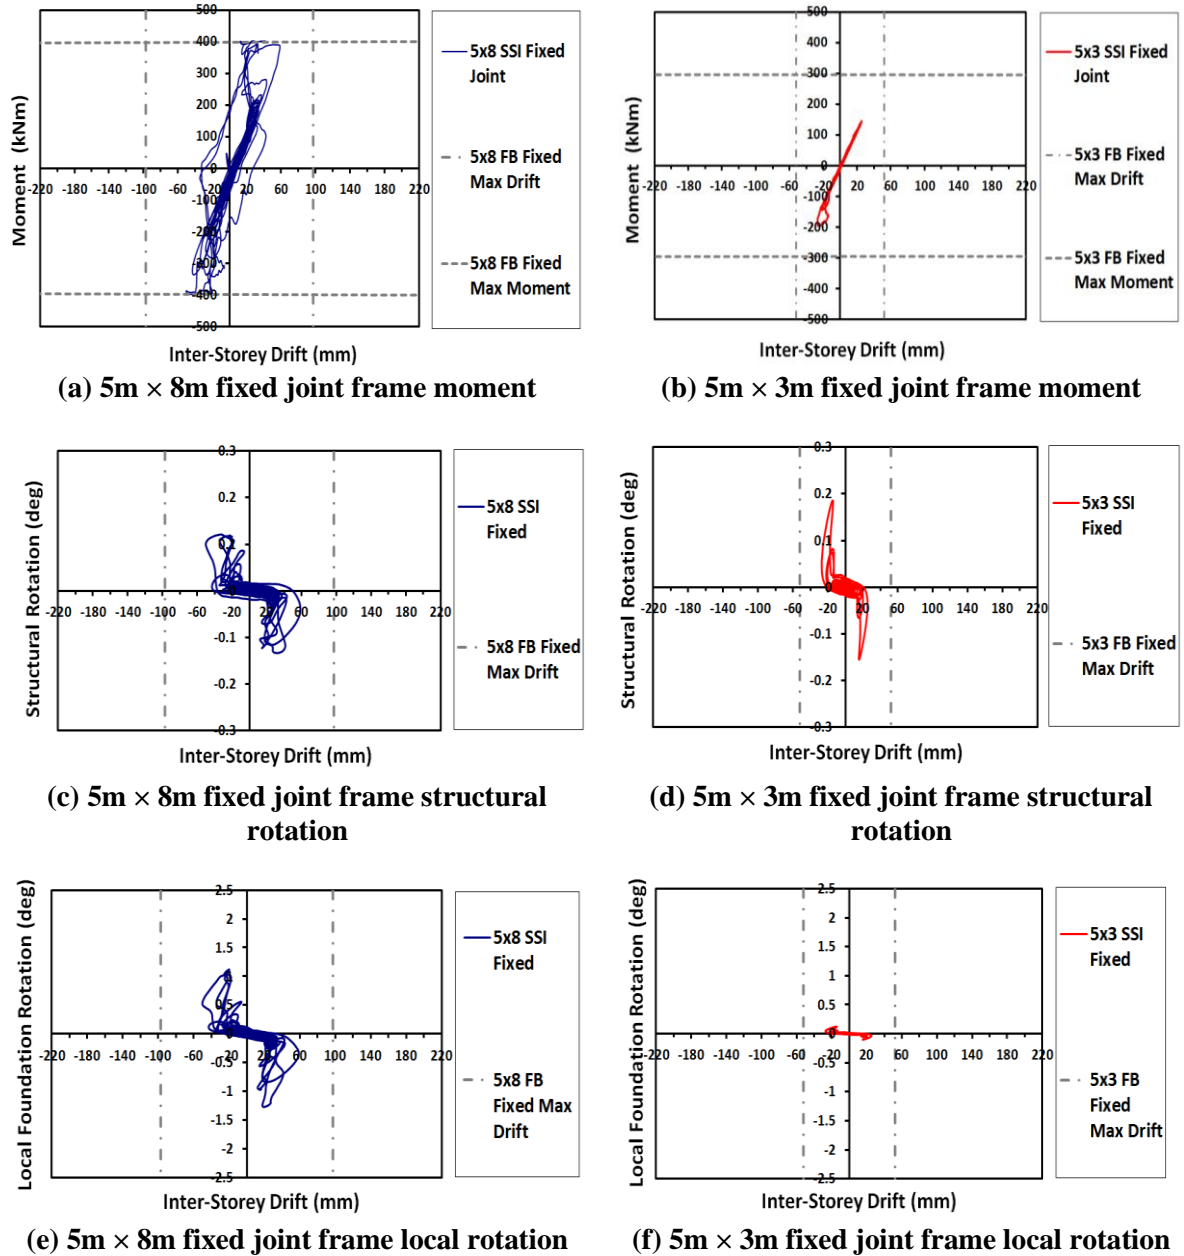 500
400
300
200
100
0
-100
-200
-300
-400
-500
-220 -180 -140 -100 -60 -20 20 60 100 140 180 220
Moment (kNm)
Inter-Storey Drift (mm)
5x8 SSI Fixed
Joint
5x8 FB Fixed
Max Drift
5x8 FB Fixed
Max Moment
(a) 5m × 8m fixed joint frame moment
500
400
300
200
100
0
-100
-200
-300
-400
-500
-220 -180 -140 -100 -60 -20 20 60 100 140 180 220
Moment (kNm)
Inter-Storey Drift (mm)
5x3 SSI Fixed
Joint
5x3 FB Fixed
Max Drift
5x3 FB Fixed
Max Moment
(b) 5m × 3m fixed joint frame moment
0.3
0.2
0.1
0
-0.1
-0.2
-0.3
-220 -180 -140 -100 -60 -20 20 60 100 140 180 220
Structural Rotation (deg)
Inter-Storey Drift (mm)
5x8 SSI
Fixed
5x8 FB Fixed
Max Drift
(c) 5m × 8m fixed joint frame structural
rotation
0.3
0.2
0.1
0
-0.1
-0.2
-0.3
-220 -180 -140 -100 -60 -20 20 60 100 140 180 220
Structural Rotation (deg)
Inter-Storey Drift (mm)
5x3 SSI
Fixed
5x3 FB Fixed
Max Drift
(d) 5m × 3m fixed joint frame structural
rotation
2.5
2
1.5
1
0.5
0
-0.5
-1
-1.5
-2
-2.5
-220 -180 -140 -100 -60 -20 20 60 100 140 180 220
Local Foundation Rotation (deg)
Inter-Storey Drift (mm)
5x8 SSI
Fixed
5x8 FB
Fixed Max
Drift
(e) 5m × 8m fixed joint frame local rotation
2.5
2
1.5
1
0.5
0
-0.5
-1
-1.5
-2
-2.5
-220 -180 -140 -100 -60 -20 20 60 100 140 180 220
Local Foundation Rotation (deg)
Inter-Storey Drift (mm)
5x3 SSI
Fixed
5x3 FB
Fixed
Max Drift
(f) 5m × 3m fixed joint frame local rotation